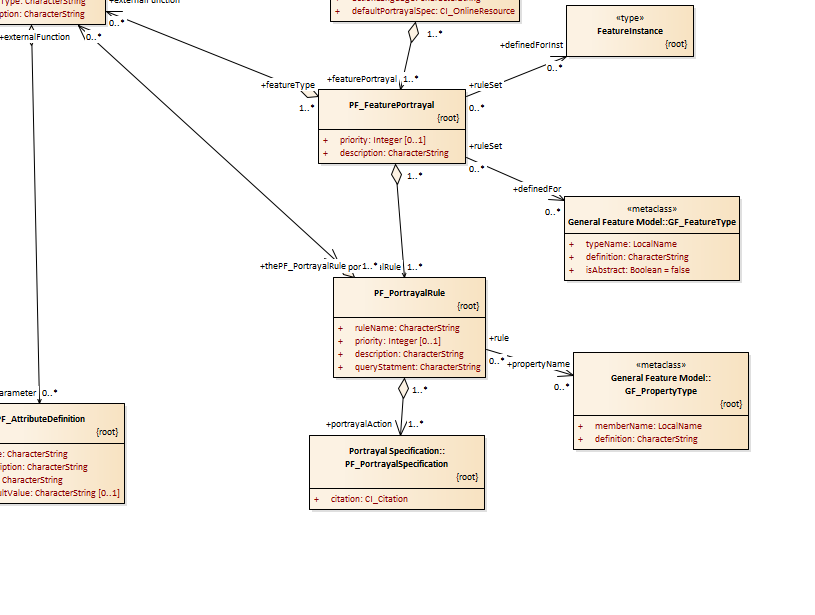 +externalFunction
Type: CharacterString
ption: CharacterString
0..*
+externalFunction
0..*
+ defaultPortrayalSpec: CI_OnlineResource
1..*
«type»
FeatureInstance
{root}
+definedForInst
0..*
+featureType
1..*
+featurePortrayal
1..*
+ruleSet
0..*
PF_FeaturePortrayal
{root}
+ priority: Integer [0..1]
+ description: CharacterString
+ruleSet
0..*
1..*
+definedFor
0..*
«metaclass»
General Feature Model::GF_FeatureType
+ typeName: LocalName
+ definition: CharacterString
+ isAbstract: Boolean = false
+thePF_PortrayalRule
por
1..*
lRule
1..*
PF_PortrayalRule
{root}
+ ruleName: CharacterString
+ priority: Integer [0..1]
+ description: CharacterString
+ queryStatment: CharacterString
+rule
0..*
+propertyName
0..*
«metaclass»
General Feature Model::
GF_PropertyType
{root}
+ memberName: LocalName
+ definition: CharacterString
1..*
arameter
0..*
PF_AttributeDefinition
{root}
e: CharacterString
iption: CharacterString
: CharacterString
ultValue: CharacterString [0..1]
+portrayalAction
1..*
Portrayal Specification::
PF_PortrayalSpecification
{root}
+ citation: CI_Citation